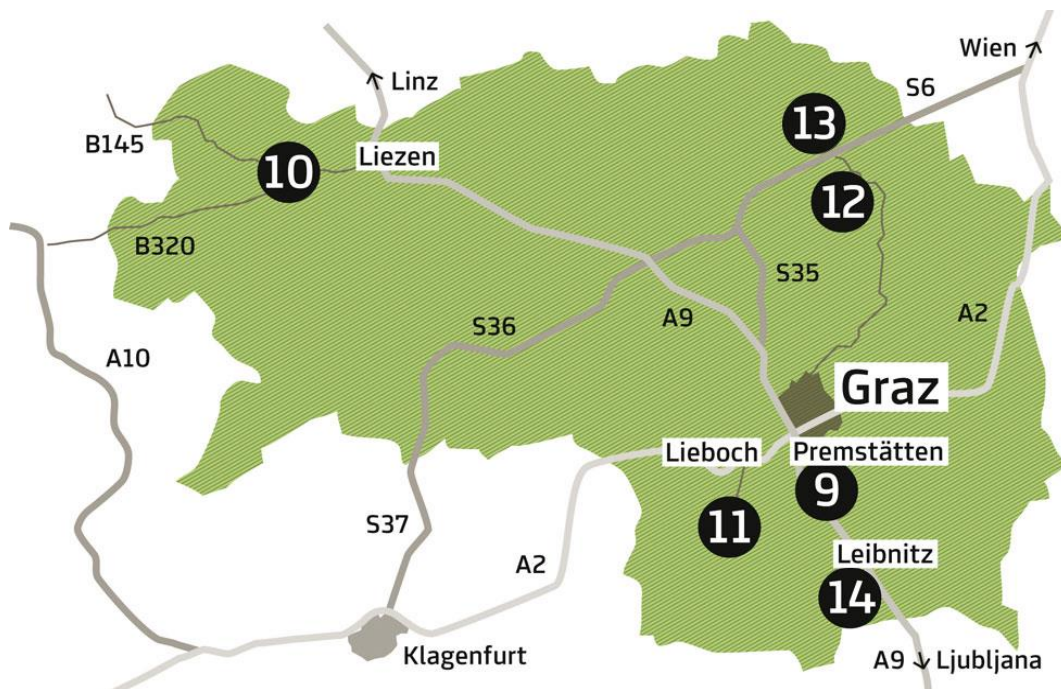 Wien ↗
↖ Linz
S6
13
B145
Liezen
10
12
B320
S35
A9
A2
S36
A10
Graz
Lieboch
Premstätten
9
11
S37
Leibnitz
A2
14
Klagenfurt
A9 ↓ Ljubljana